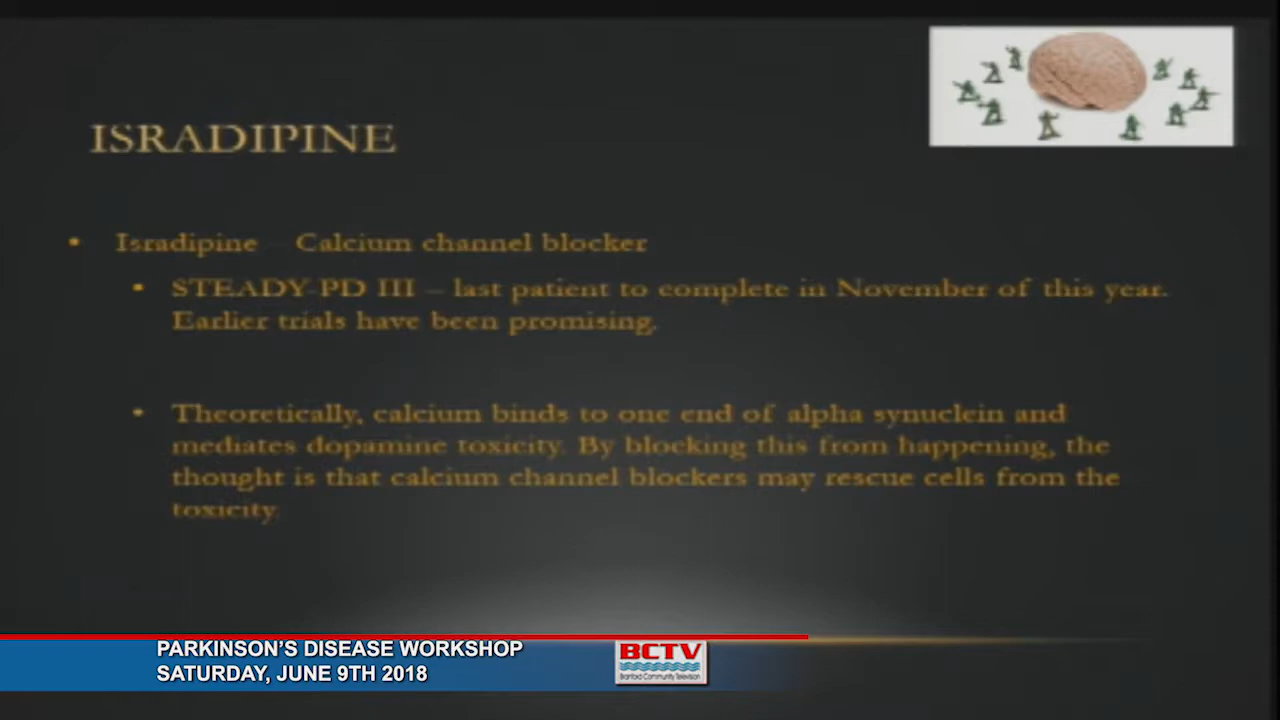 ISRADIPINE
Isradipine – Calcium channel blocker
STEADY-PD III – last patient to complete in November of this year.
Earlier trials have been promising.
Theoretically, calcium binds to one end of alpha synuclein and
mediates dopamine toxicity. By blocking this from happening, the
thought is that calcium channel blockers may rescue cells from the
toxicity.
PARKINSON'S DISEASE WORKSHOP
SATURDAY, JUNE 9TH 2018
BCTV
Branford Community Television